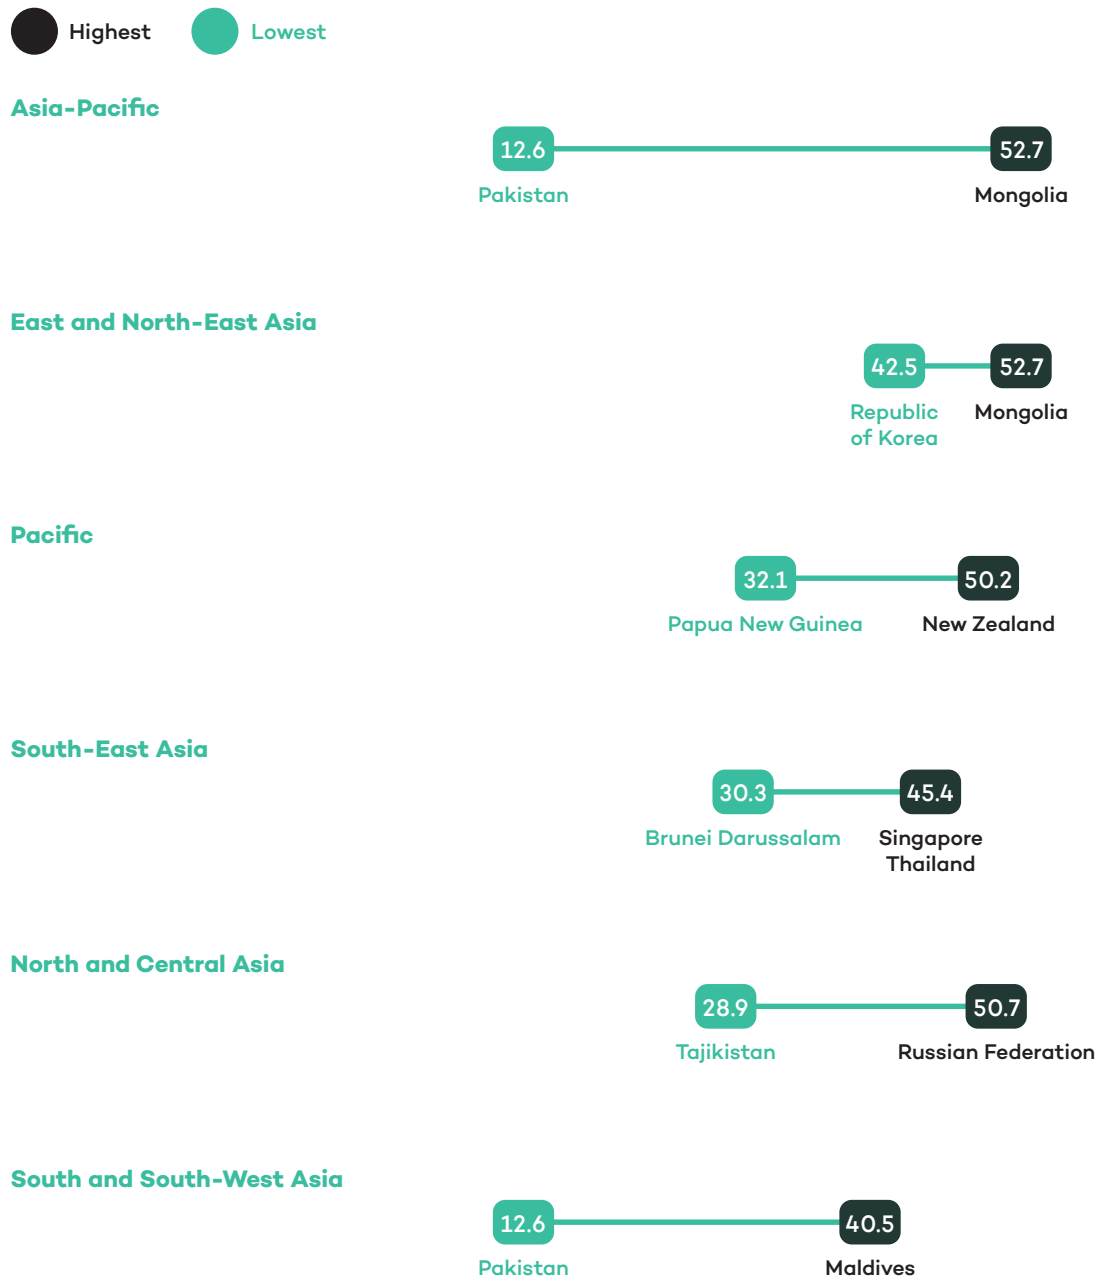 Highest Lowest
Asia-Pacific
12.6 52.7
Pakistan Mongolia
East and North-East Asia
42.5 52.7
Republic Mongolia
of Korea
Pacific
32.1 50.2
Papua New Guinea New Zealand
South-East Asia
30.3 45.4
Brunei Darussalam Singapore
Thailand
North and Central Asia
28.9 50.7
Tajikistan Russian Federation
South and South-West Asia
12.6 40.5
Pakistan Maldives